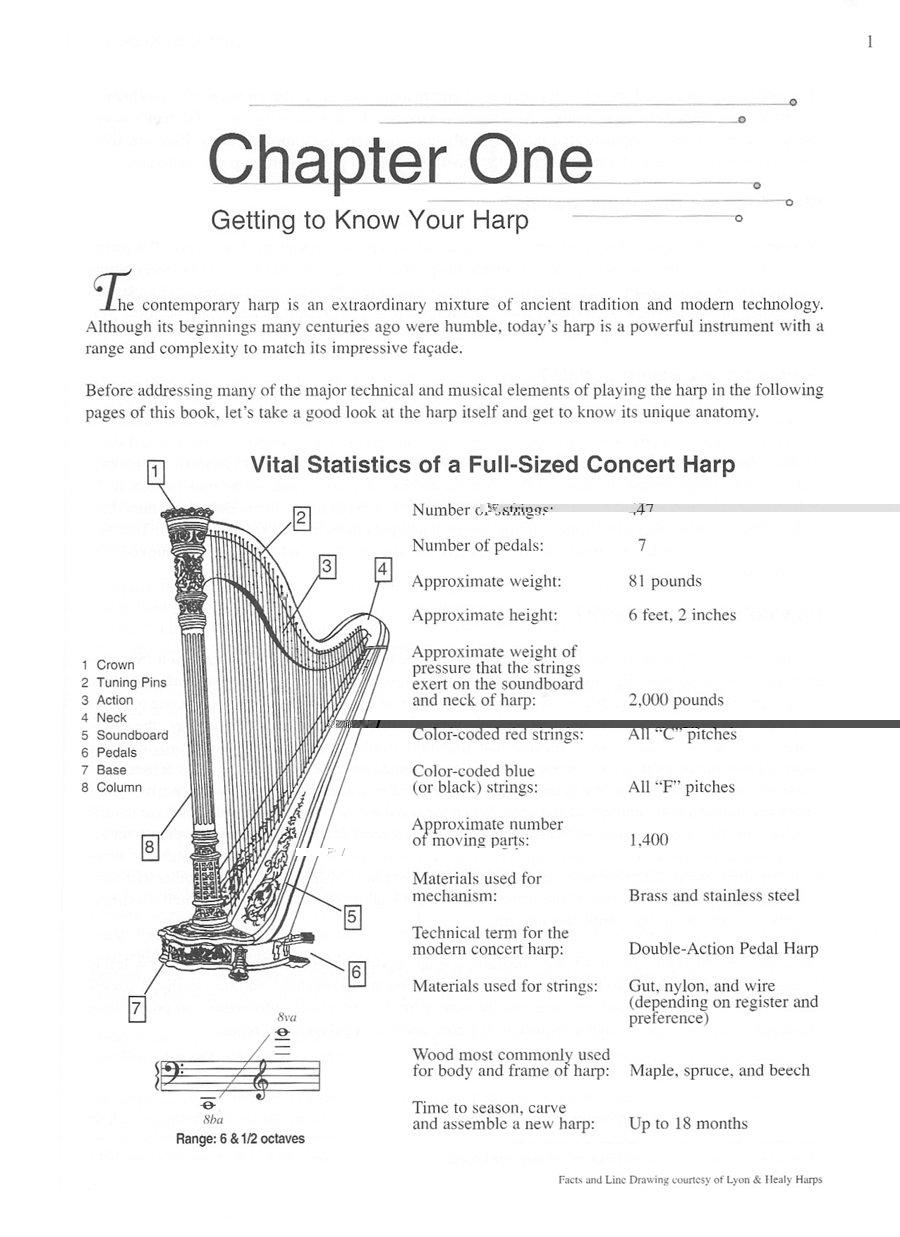 1
Chapter One
Getting to Know Your Harp
The contemporary harp is an extraordinary mixture of ancient tradition and modern technology.
Although its beginnings many centuries ago were humble, today's harp is a powerful instrument with a
range and complexity to match its impressive façade.
Before addressing many of the major technical and musical elements of playing the harp in the following
pages of this book, let's take a good look at the harp itself and get to know its unique anatomy.
Vital Statistics of a Full-Sized Concert Harp
1
2
3
4
1 Crown
2 Tuning Pins
3 Action
4 Neck
5 Soundboard
6 Pedals
7 Base
8 Column
8
5
6
7
8va
8ba
Range: 6 & 1/2 octaves
Number of strings: 47
Number of pedals: 7
Approximate weight: 81 pounds
Approximate height: 6 feet, 2 inches
Approximate weight of
pressure that the strings
exert on the soundboard
and neck of harp: 2,000 pounds
Color-coded red strings: All "C" pitches
Color-coded blue
(or black) strings: All "F" pitches
Approximate number
of moving parts: 1,400
Materials used for
mechanism: Brass and stainless steel
Technical term for the
modern concert harp: Double-Action Pedal Harp
Materials used for strings: Gut, nylon, and wire
(depending on register and
preference)
Wood most commonly used
for body and frame of harp: Maple, spruce, and beech
Time to season, carve
and assemble a new harp: Up to 18 months
Facts and Line Drawing courtesy of Lyon & Healy Harps